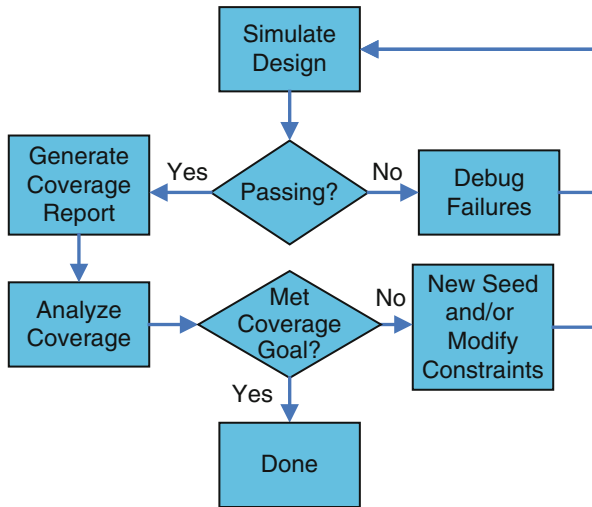 Simulate
Design
Passing?
Yes
No
Generate
Coverage
Report
Debug
Failures
Analyze
Coverage
Met
Coverage
Goal?
No
New Seed
and/or
Modify
Constraints
Yes
Done